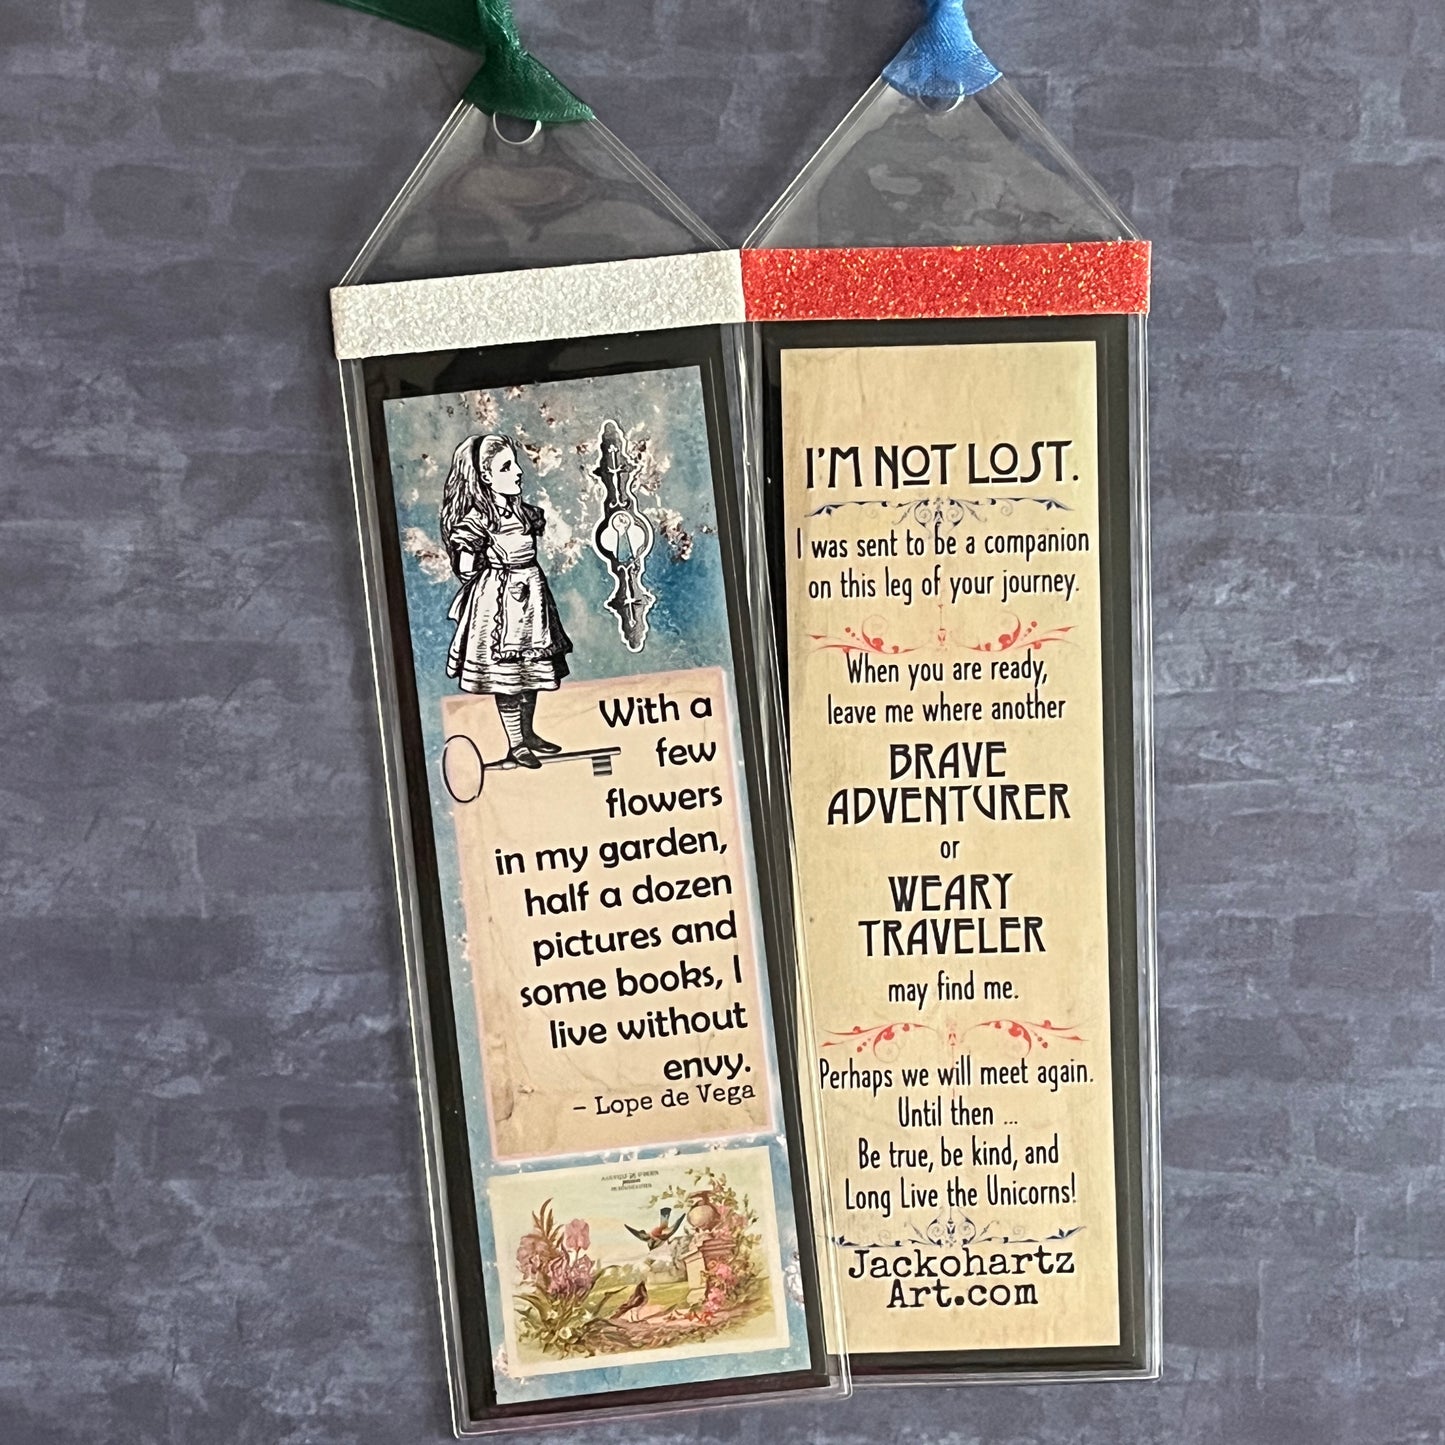 With a
few
flowers
in my garden,
half a dozen
pictures and
some books, I
live without
envy.
– Lope de Vega
I'M NOT LOST.
I was sent to be a companion
on this leg of your journey.
When you are ready,
leave me where another
BRAVE
ADVENTURER
or
WEARY
TRAVELER
may find me.
Perhaps we will meet again.
Until then ...
Be true, be kind, and
Long Live the Unicorns!
Jackohartz
Art.com